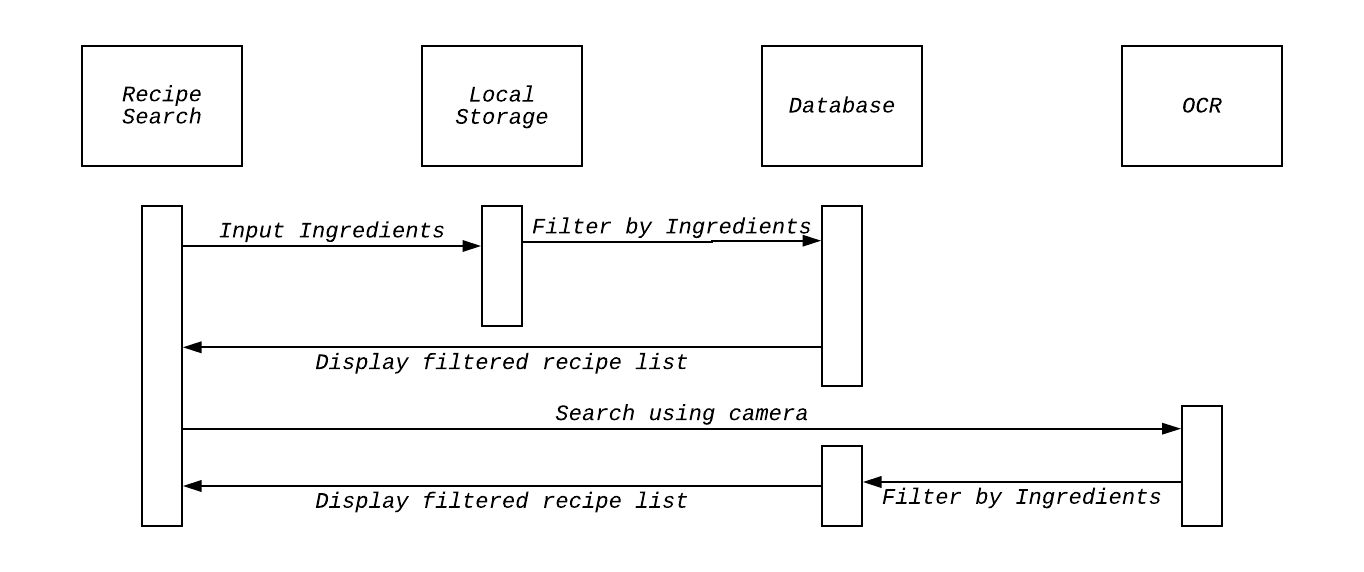 Recipe
Search
Local
Storage
Database
OCR
Input Ingredients
Filter by Ingredients
Display filtered recipe list
Search using camera
Display filtered recipe list
Filter by Ingredients